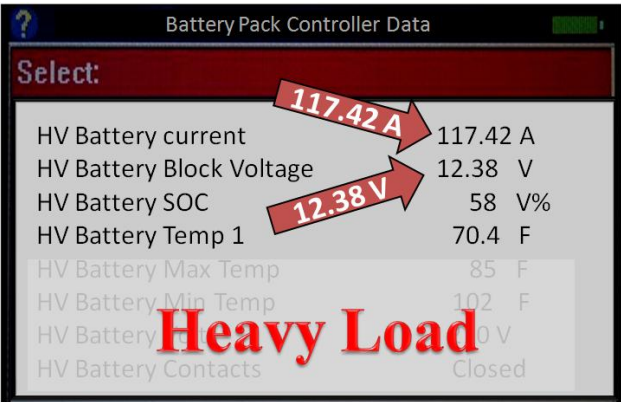 ? Battery Pack Controller Data
Select:
117.42 A
HV Battery current 117.42 A
HV Battery Block Voltage 12.38 V
12.38 V
HV Battery SOC 58 V%
HV Battery Temp 1 70.4 F
HV Battery Max Temp 85 F
HV Battery Min Temp 102 F
Heavy Load
HV Battery V
HV Battery Contacts Closed